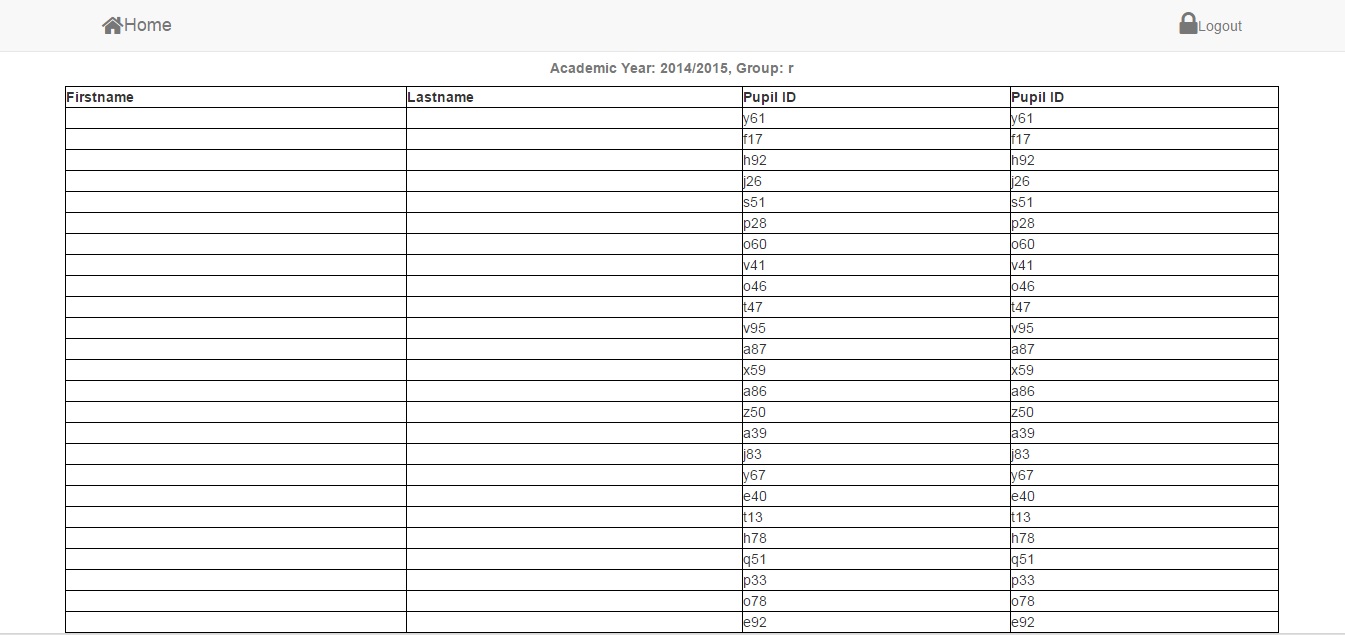 Home Logout
Academic Year: 2014/2015, Group: r
Firstname Lastname Pupil ID Pupil ID
y61 y61
f17 f17
h92 h92
j26 j26
s51 s51
p28 p28
o60 o60
v41 v41
o46 o46
t47 t47
v95 v95
a87 a87
x59 x59
a86 a86
z50 z50
a39 a39
j83 j83
y67 y67
e40 e40
t13 t13
h78 h78
q51 q51
p33 p33
o78 o78
e92 e92